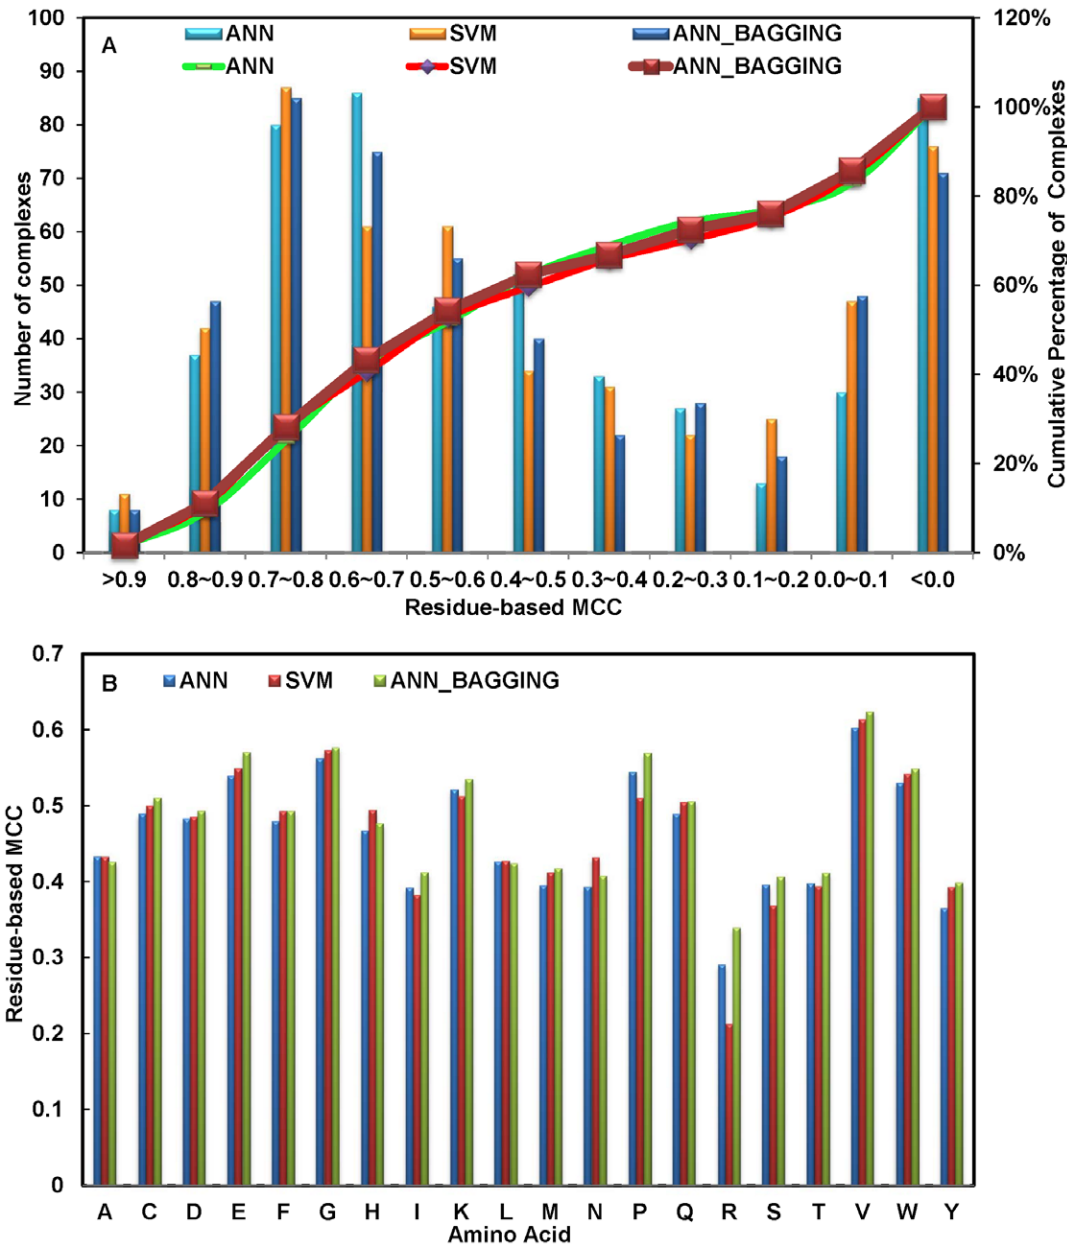 A
ANN SVM ANN_BAGGING
ANN SVM ANN_BAGGING
Number of complexes
100
90
80
70
60
50
40
30
20
10
0
120%
100%
80%
60%
40%
20%
0%
Cumulative Percentage of Complexes
>0.9 0.8~0.9 0.7~0.8 0.6~0.7 0.5~0.6 0.4~0.5 0.3~0.4 0.2~0.3 0.1~0.2 0.0~0.1 <0.0
Residue-based MCC
B
ANN SVM ANN_BAGGING
Residue-based MCC
0.7
0.6
0.5
0.4
0.3
0.2
0.1
0
A C D E F G H I K L M N P Q R S T V W Y
Amino Acid